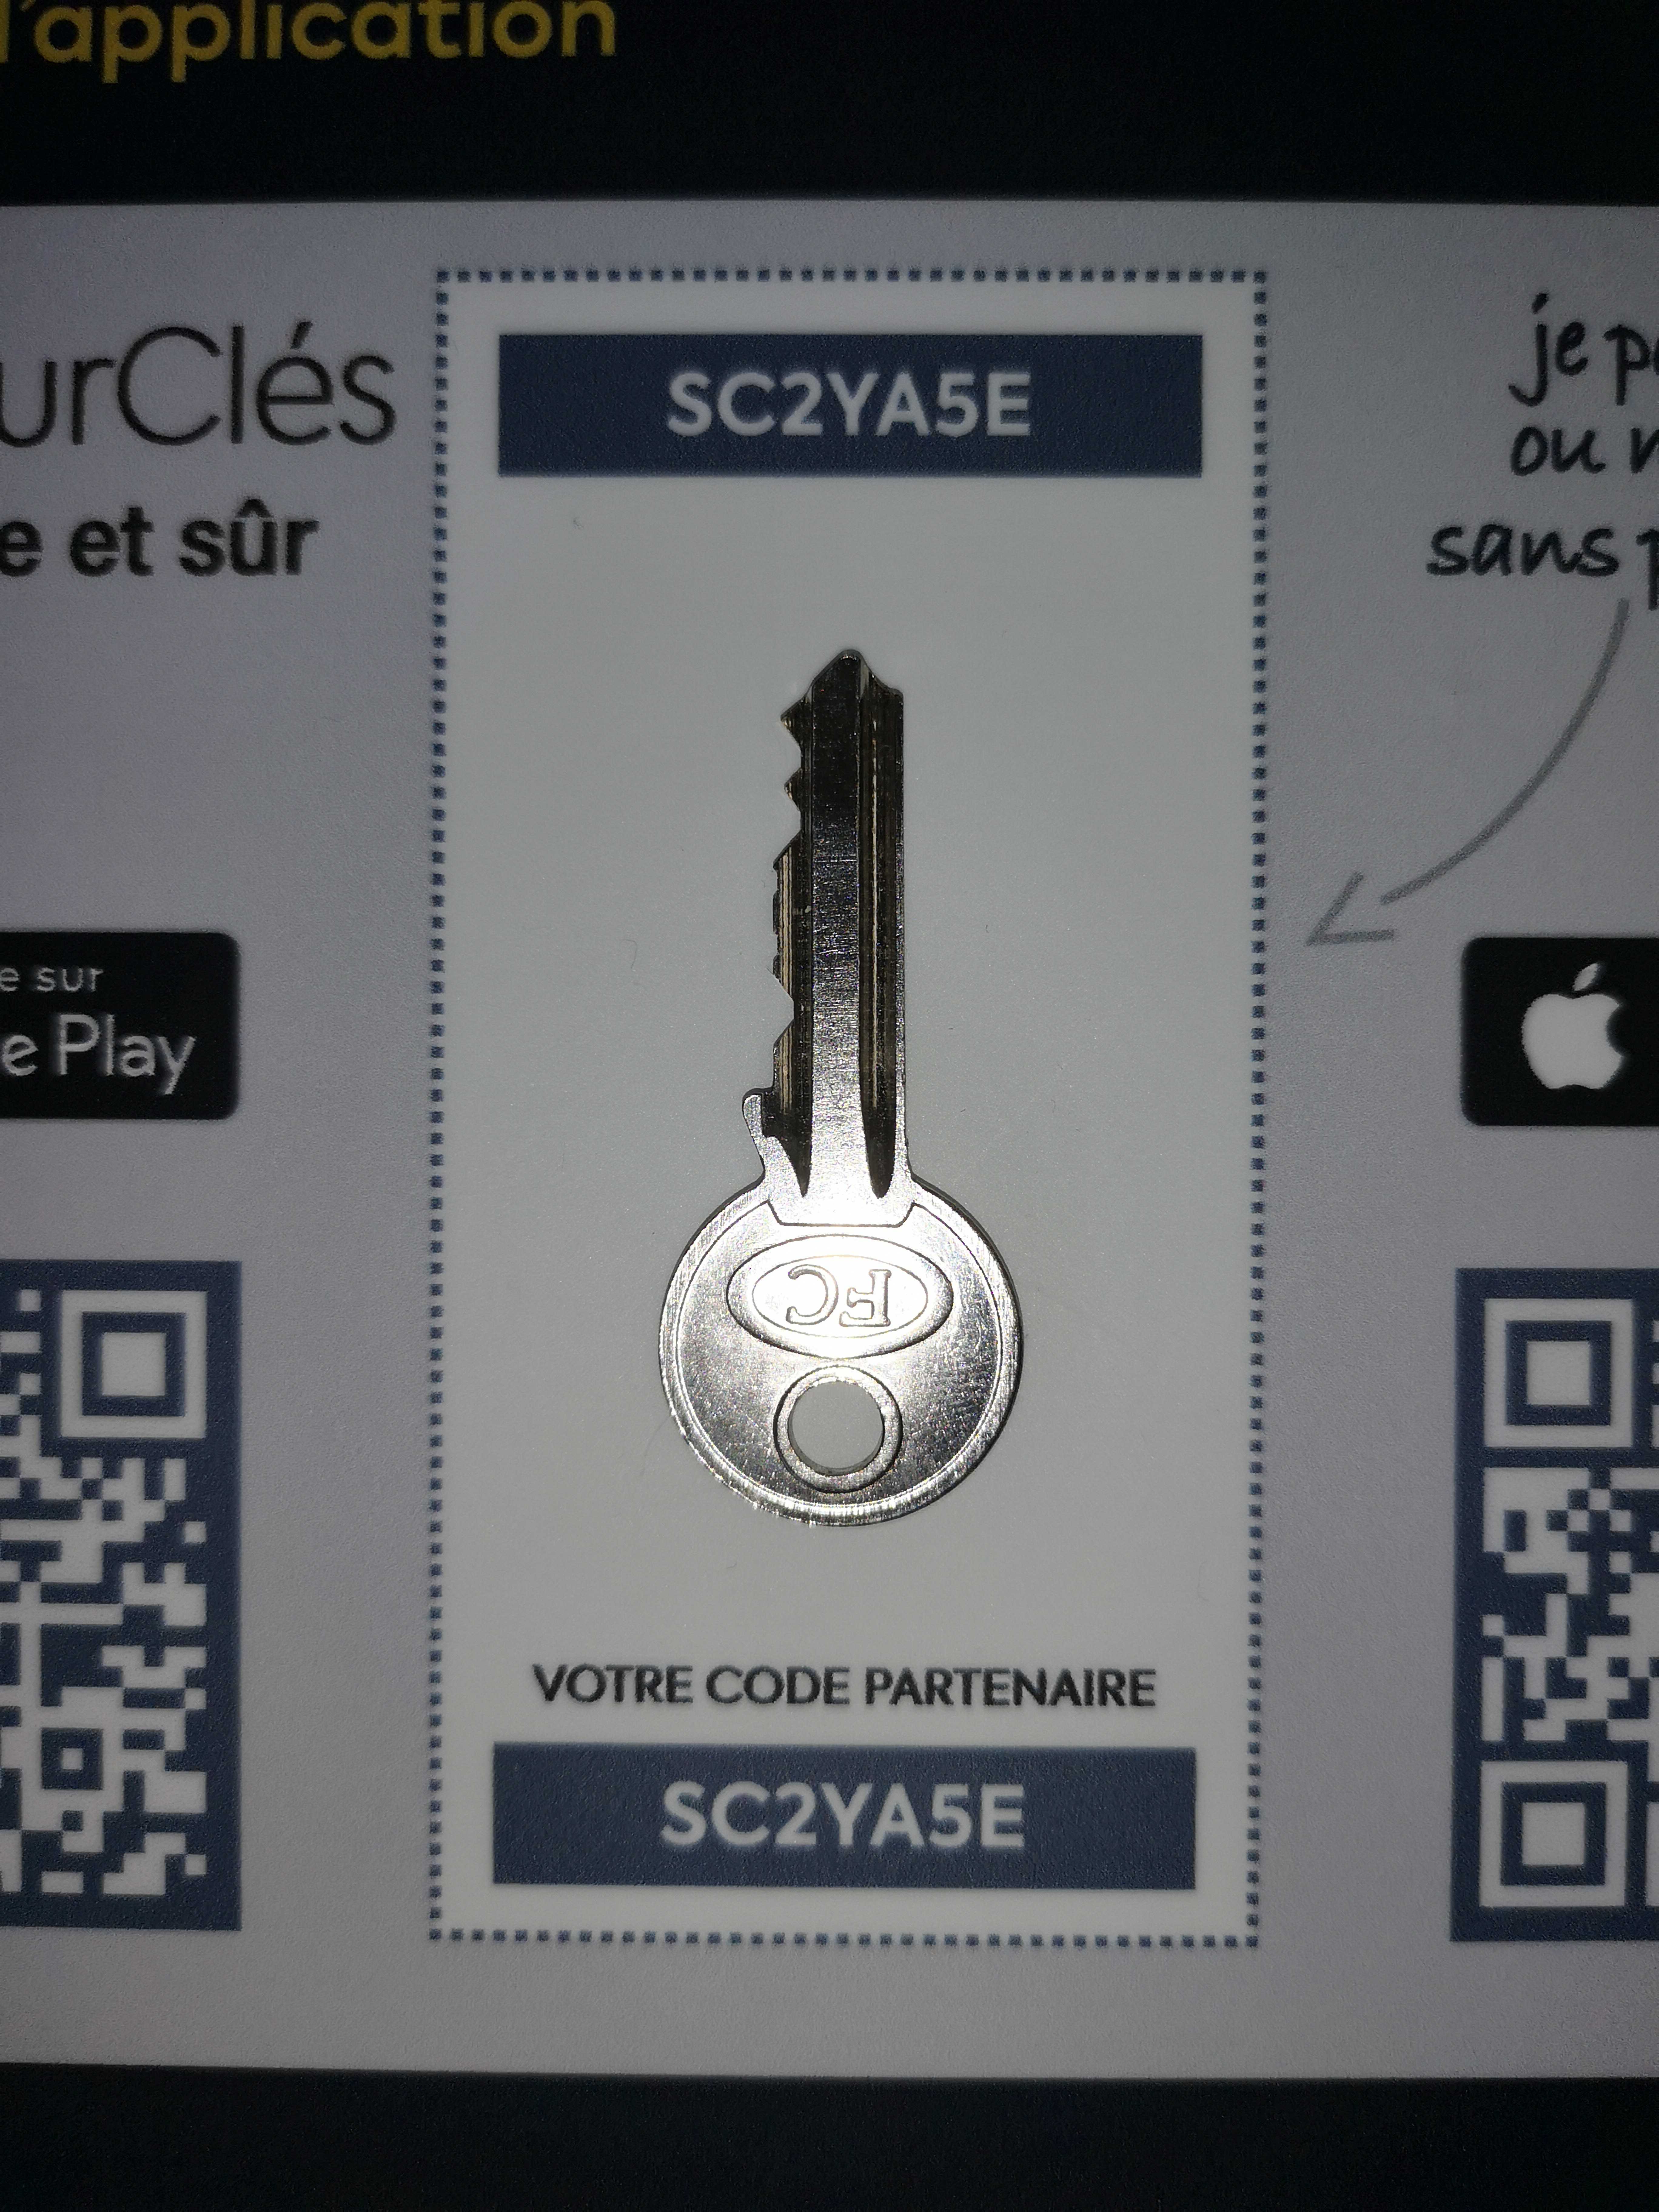 l'application
urClés
e et sûr
SC2YA5E
je p
ou
sans p
e sur
e Play
FC
VOTRE CODE PARTENAIRE
SC2YA5E